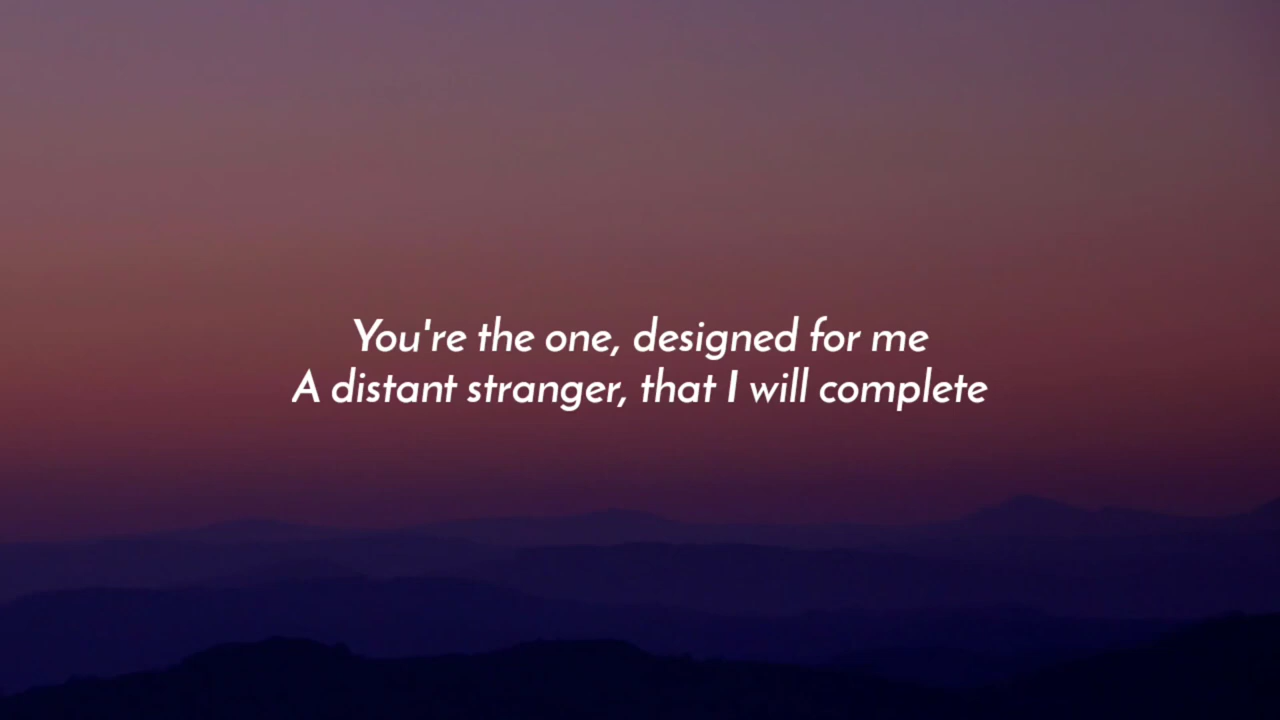 You're the one, designed for me
A distant stranger, that I will complete